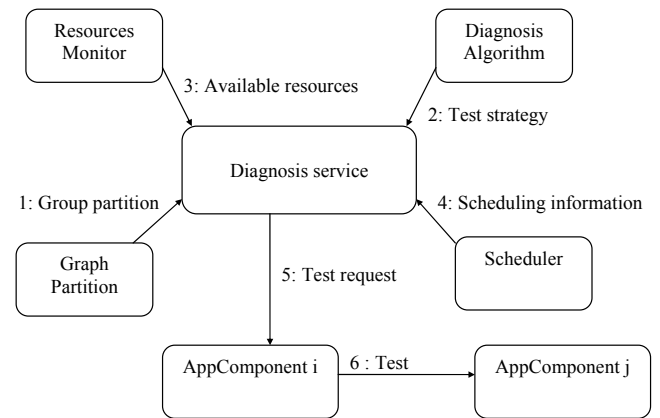 Resources
Monitor
Diagnosis
Algorithm
3: Available resources
2: Test strategy
Diagnosis service
1: Group partition
4: Scheduling information
Graph
Partition
Scheduler
5: Test request
AppComponent i
6 : Test
AppComponent j